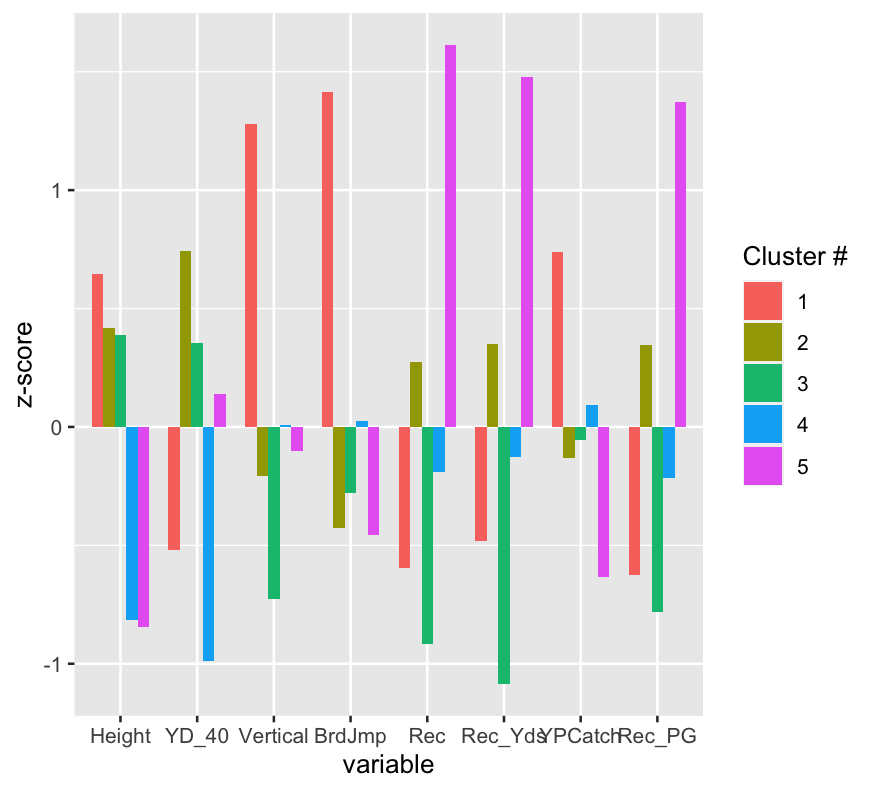 z-score
1
0
-1
Height YD_40 Vertical BrdJmp Rec Rec_Yds YPCatch Rec_PG
variable
Cluster #
1
2
3
4
5